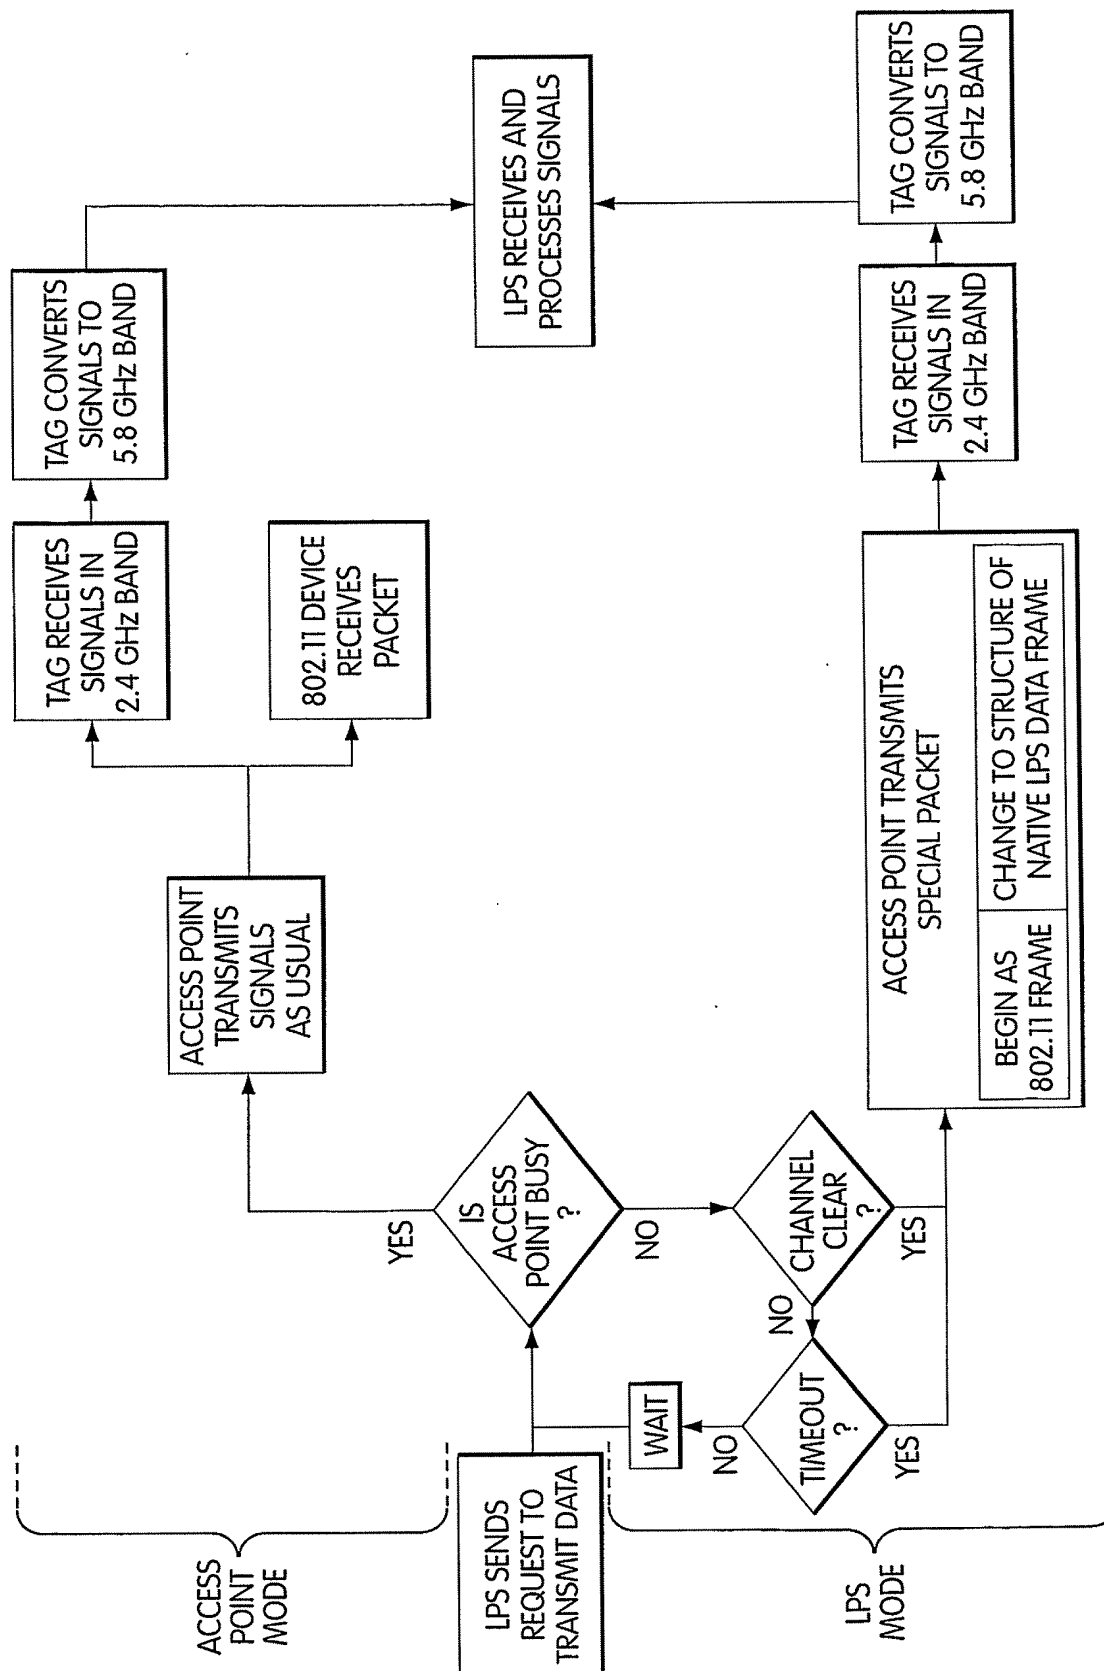 ACCESS
POINT
MODE
LPS SENDS
REQUEST TO
TRANSMIT DATA
LPS
MODE
WAIT
NO
TIMEOUT
?
YES
NO
IS
ACCESS
POINT BUSY
?
YES
NO
CHANNEL
CLEAR
?
YES
ACCESS POINT
TRANSMITS
SIGNALS
AS USUAL
TAG RECEIVES
SIGNALS IN
2.4 GHz BAND
802.11 DEVICE
RECEIVES
PACKET
TAG CONVERTS
SIGNALS TO
5.8 GHz BAND
LPS RECEIVES AND
PROCESSES SIGNALS
ACCESS POINT TRANSMITS
SPECIAL PACKET
BEGIN AS
802.11 FRAME
CHANGE TO STRUCTURE OF
NATIVE LPS DATA FRAME
TAG RECEIVES
SIGNALS IN
2.4 GHz BAND
TAG CONVERTS
SIGNALS TO
5.8 GHz BAND